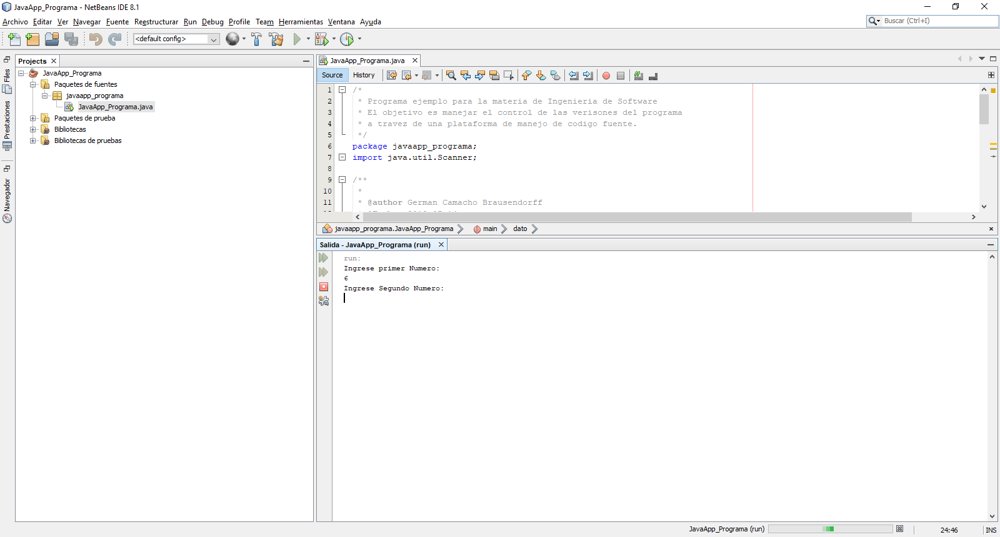 JavaApp_Programa - NetBeans IDE 8.1
Archivo Editar Ver Navegar Fuente Reestructurar Run Debug Profile Team Herramientas Ventana Ayuda
Buscar (Ctrl+I)
<default config>
Files
Prestaciones
Navegador
Projects
JavaApp_Programa
Paquetes de fuentes
javaapp_programa
JavaApp_Programa.java
Paquetes de prueba
Bibliotecas
Bibliotecas de pruebas
JavaApp_Programa.java
Source History
1 /*
2 * Programa ejemplo para la materia de Ingenieria de Software
3 * El objetivo es manejar el control de las verisones del programa
4 * a travez de una plataforma de manejo de codigo fuente.
5 */
6 package javaapp_programa;
7 import java.util.Scanner;
8
9 /**
10 *
11 * @author German Camacho Brausendorff
javaapp_programa.JavaApp_Programa main dato
Salida - JavaApp_Programa (run)
run:
Ingrese primer Numero:
6
Ingrese Segundo Numero:
JavaApp_Programa (run) 24:46 INS